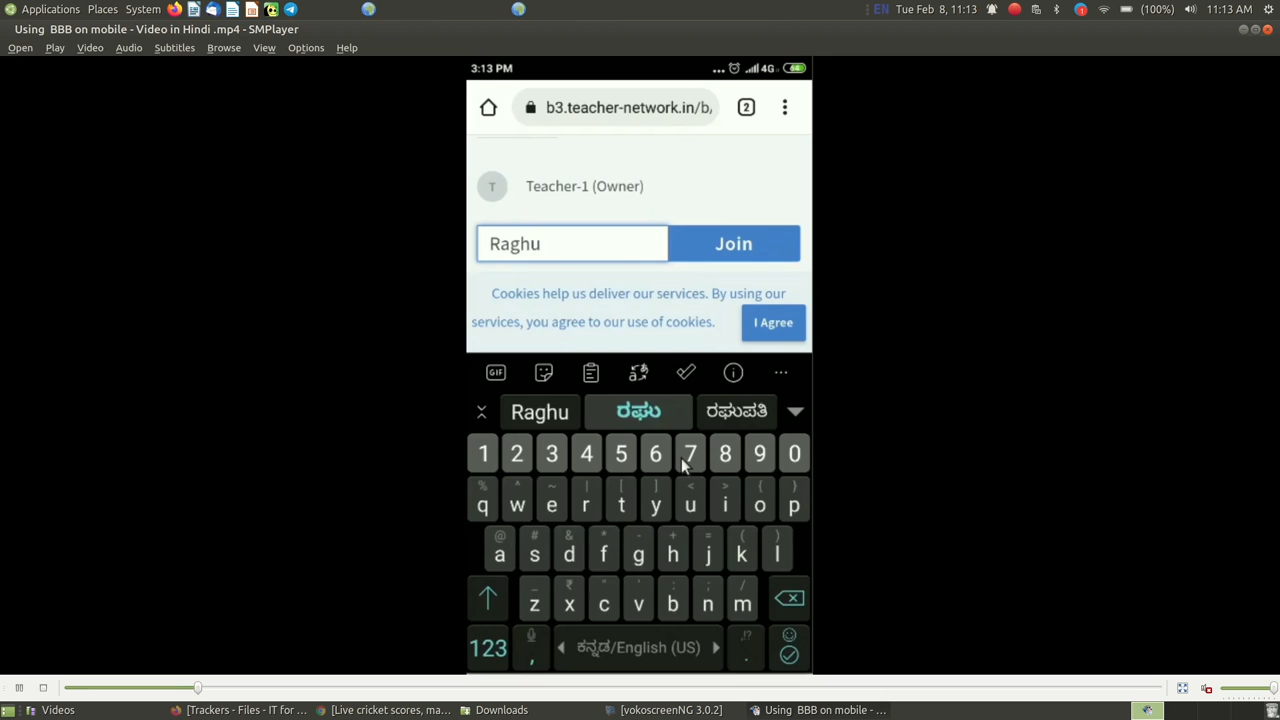 Applications Places System EN Tue Feb 8, 11:13 1 (100%) 11:13 AM
Using BBB on mobile - Video in Hindi .mp4 - SMPlayer
Open Play Video Audio Subtitles Browse View Options Help
3:13 PM ... 4G 64
b3.teacher-network.in/b/ 2
T Teacher-1 (Owner)
Raghu Join
Cookies help us deliver our services. By using our
services, you agree to our use of cookies. I Agree
GIF
Raghu ರಘು ರಘುಪತಿ
1 2 3 4 5 6 7 8 9 0
% ^ ~ | [ ] < > { }
q w e r t y u i o p
@ # & * - + = ( )
a s d f g h j k l
_ ₹ " ' : ; /
z x c v b n m
123 , ಕನ್ನಡ/English (US) ,!? .
Videos [Trackers - Files - IT for ... [Live cricket scores, ma... Downloads [vokoscreenNG 3.0.2] Using BBB on mobile - ...